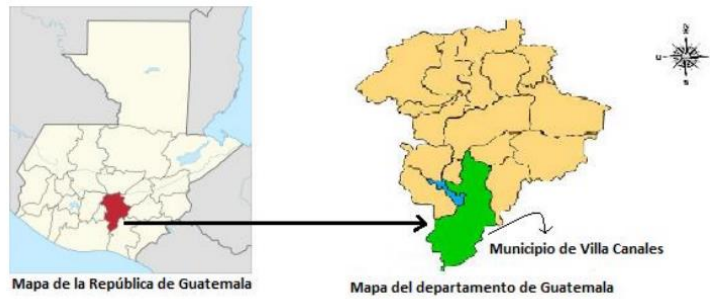 Municipio de Villa Canales
Mapa de la República de Guatemala
Mapa del departamento de Guatemala